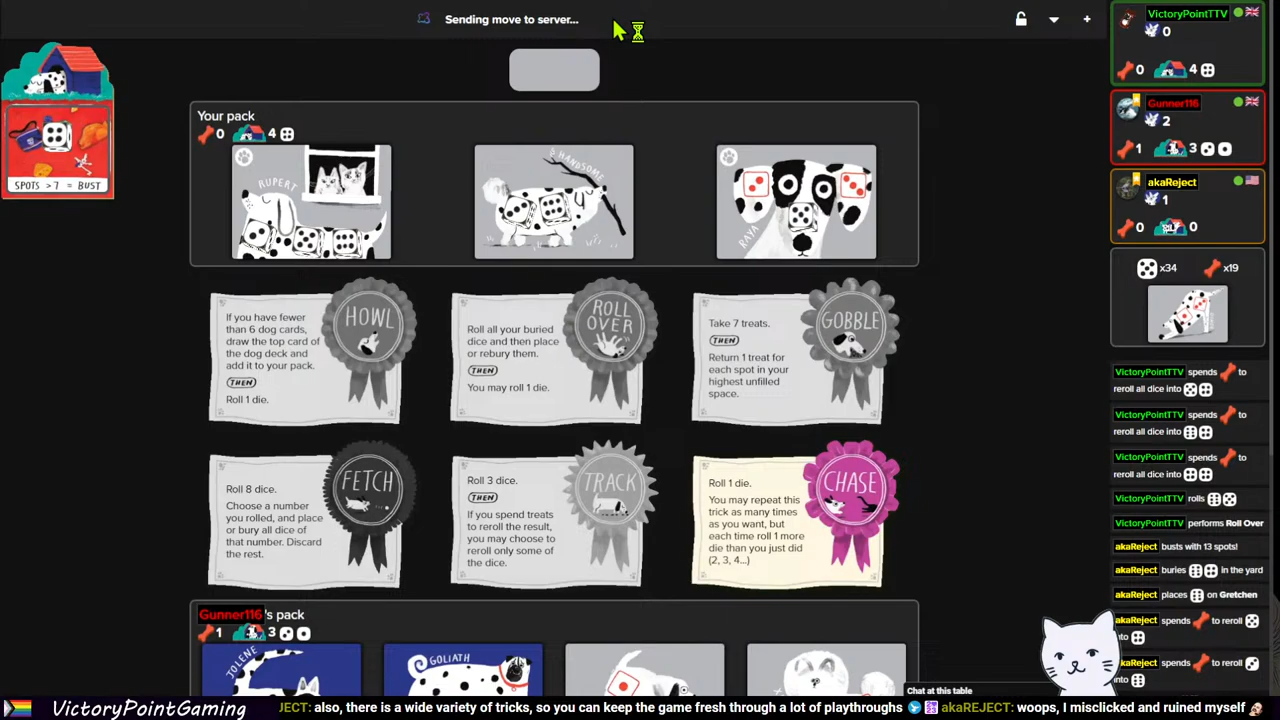 Sending move to server...
VictoryPointTTV
0
0 4
SPOTS >7 = BUST
Your pack
0 4
RUPERT
HANDSOME
RAYA
Gunner116
2
1 3
akaReject
1
0 0
x34 x19
If you have fewer
than 6 dog cards,
draw the top card of
the dog deck and
add it to your pack.
THEN
Roll 1 die.
HOWL
Roll all your buried
dice and then place
or rebury them.
THEN
You may roll 1 die.
ROLL
OVER
Take 7 treats.
THEN
Return 1 treat for
each spot in your
highest unfilled
space.
GOBBLE
Roll 8 dice.
Choose a number
you rolled, and place
or bury all dice of
that number. Discard
the rest.
FETCH
Roll 3 dice.
THEN
If you spend treats
to reroll the result,
you may choose to
reroll only some of
the dice.
TRACK
Roll 1 die.
You may repeat this
trick as many times
as you want, but
each time roll 1 more
die than you just did
(2, 3, 4...)
CHASE
VictoryPointTTV spends to
reroll all dice into
VictoryPointTTV spends to
reroll all dice into
VictoryPointTTV spends to
reroll all dice into
VictoryPointTTV rolls
VictoryPointTTV performs Roll Over
akaReject busts with 13 spots!
akaReject buries in the yard
akaReject places on Gretchen
akaReject spends to reroll
into
akaReject spends to reroll
into
Gunner116 's pack
1 3
JOLENE
GOLIATH
Chat at this table
VictoryPointGaming
JECT: also, there is a wide variety of tricks, so you can keep the game fresh through a lot of playthroughs akaREJECT: woops, I misclicked and ruined myself